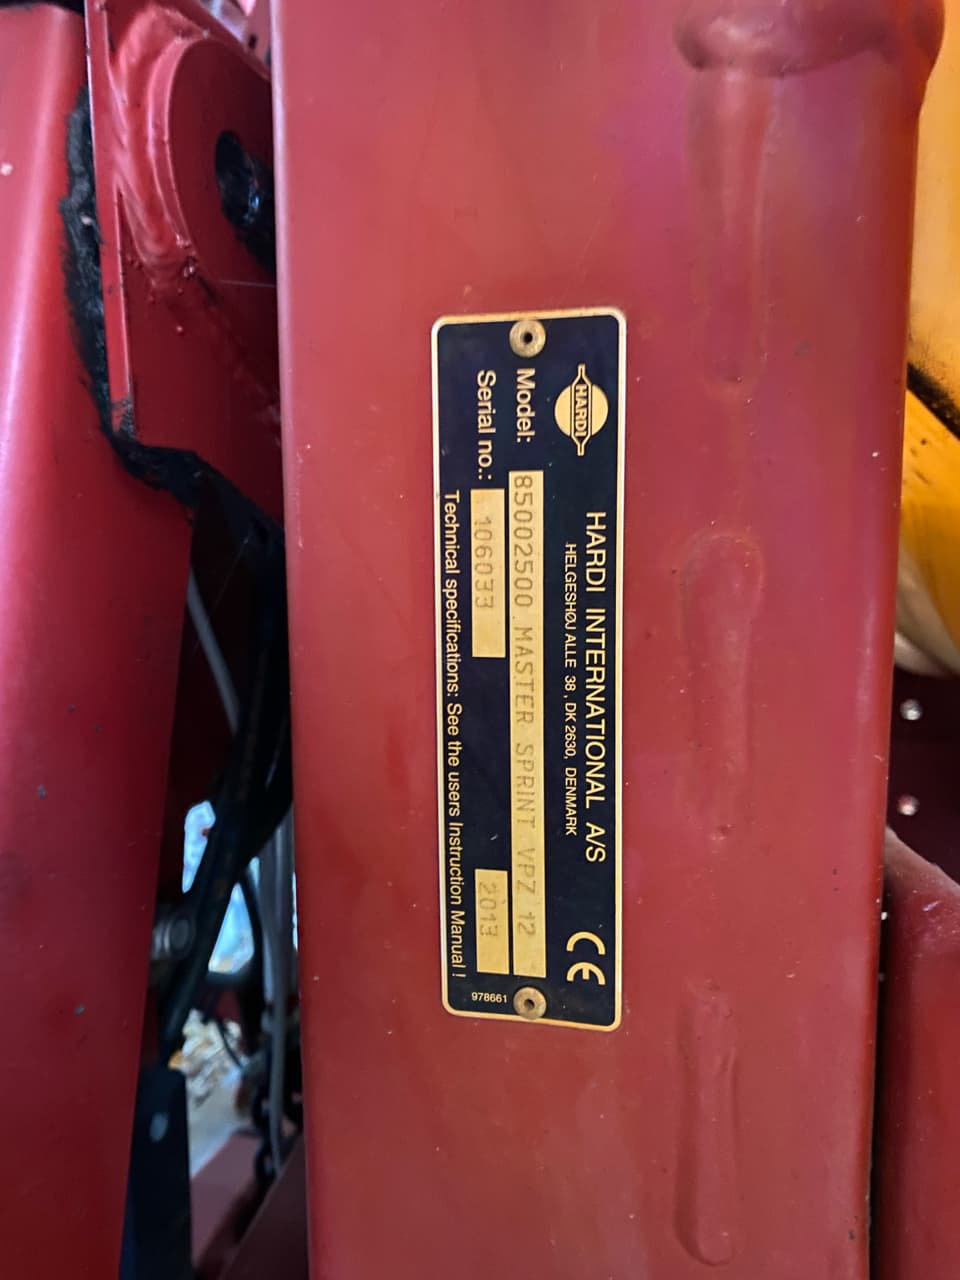 HARDI
HARDI INTERNATIONAL A/S
HELGESHØJ ALLE 38, DK 2630, DENMARK
CE
Model: 85002500 MASTER SPRINT VPZ 12
Serial no.: 106033 2013
Technical specifications: See the users Instruction Manual !
978661